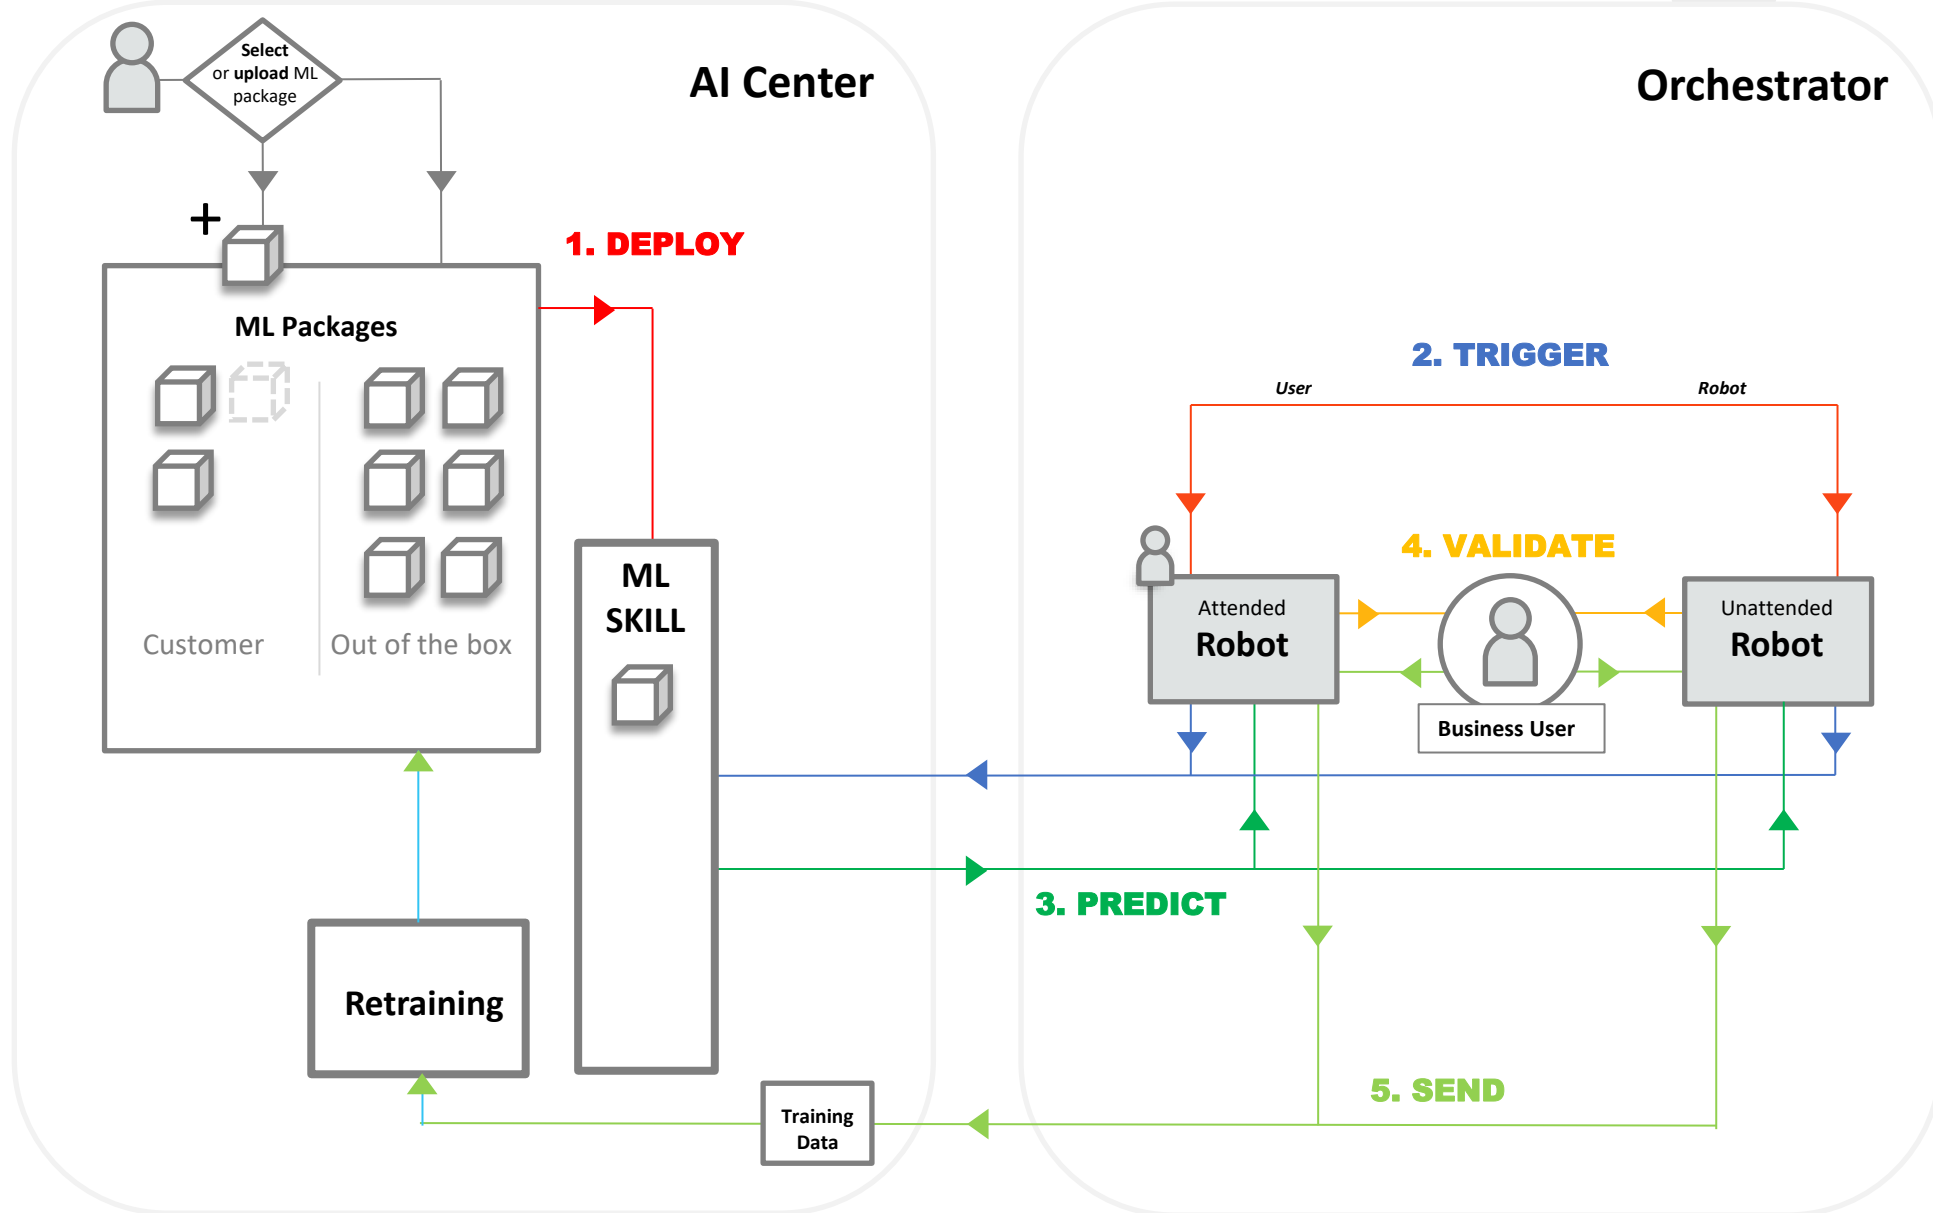 Select
or upload ML
package
AI Center
Orchestrator
+
1. DEPLOY
ML Packages
Customer
Out of the box
ML
SKILL
2. TRIGGER
User
Robot
4. VALIDATE
Attended
Robot
Unattended
Robot
Business User
3. PREDICT
Retraining
5. SEND
Training
Data